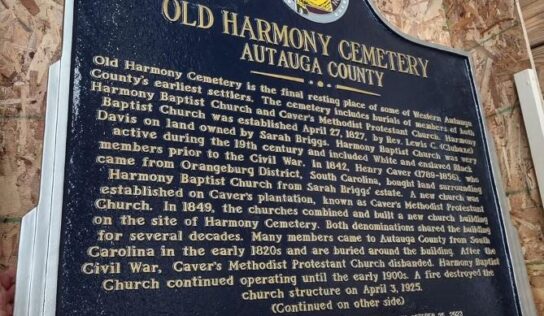 OLD HARMONY CEMETERY
AUTAUGA COUNTY
Old Harmony Cemetery is the final resting place of some of Western Autauga
County's earliest settlers. The cemetery includes burials of members of both
Harmony Baptist Church and Caver's Methodist Protestant Church. Harmony
Baptist Church was established April 27, 1827, by Rev. Lewis C. (Chdwax)
Davis on land owned by Sarah Briggs. Harmony Baptist Church was very
active during the 19th century and included White and enslaved Black
members prior to the Civil War. In 1842, Henry Caver (1789-1856), who
came from Orangeburg District, South Carolina, bought land surrounding
Harmony Baptist Church from Sarah Briggs' estate. A new church was
established on Caver's plantation, known as Caver's Methodist Protestant
Church. In 1849, the churches combined and built a new church building
on the site of Harmony Cemetery. Both denominations shared the building
for several decades. Many members came to Autauga County from South
Carolina in the early 1820s and are buried around the building. After the
Civil War, Caver's Methodist Protestant Church disbanded. Harmony Baptist
Church continued operating until the early 1900s. A fire destroyed the
church structure on April 3, 1925.
(Continued on other side)
2023